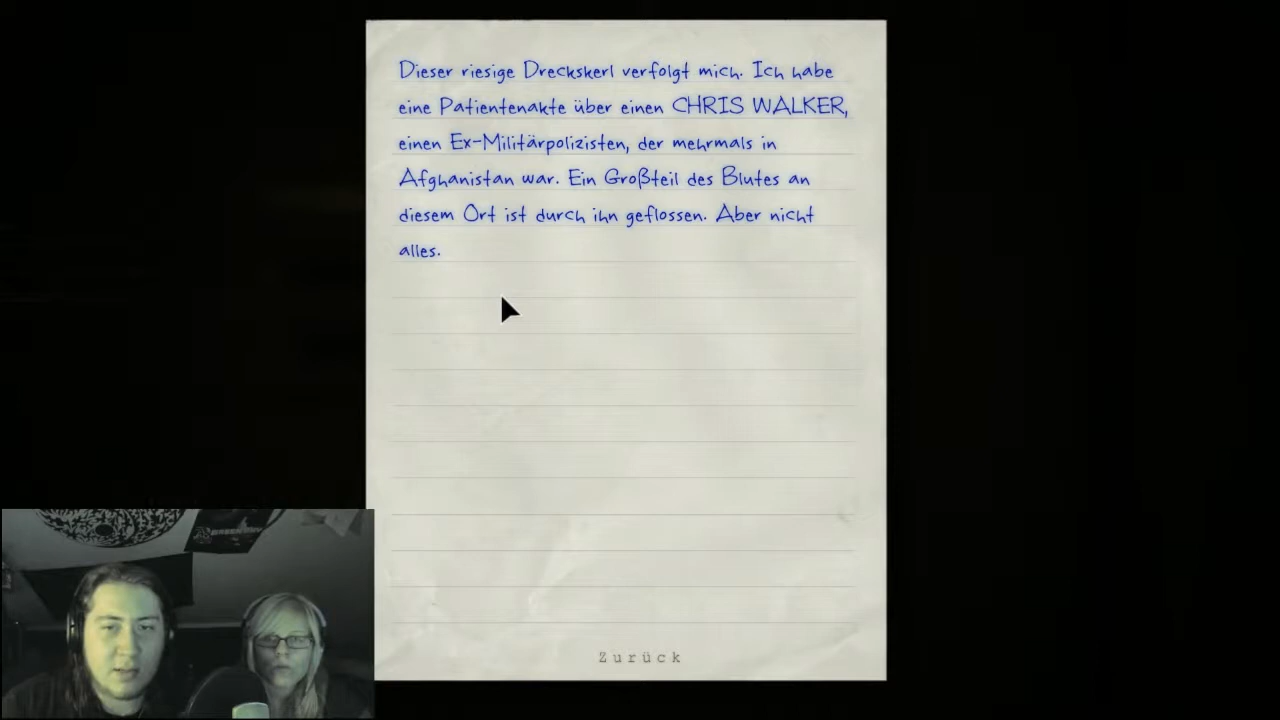 Dieser riesige Dreckskerl verfolgt mich. Ich habe
eine Patientenakte über einen CHRIS WALKER,
einen Ex-Militärpolizisten, der mehrmals in
Afghanistan war. Ein Großteil des Blutes an
diesem Ort ist durch ihn geflossen. Aber nicht
alles.
Zurück